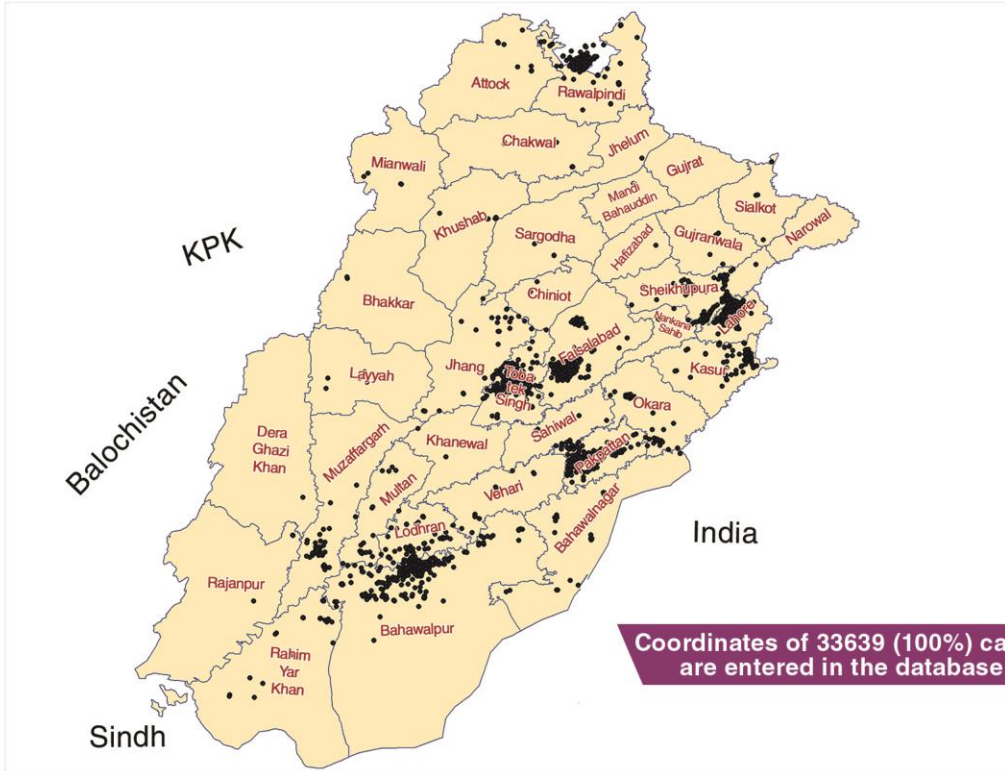 Attock
Rawalpindi
Chakwal
Jhelum
Mianwali
Gujrat
Mandi
Bahauddin
Sialkot
Narowal
Khushab
KPK
Sargodha
Hafizabad
Gujranwala
Bhakkar
Chiniot
Sheikhupura
Lahore
Nankana
Sahib
Faisalabad
Jhang
Layyah
Toba
tek
Singh
Kasur
Okara
Balochistan
Dera
Ghazi
Khan
Muzaffargarh
Khanewal
Sahiwal
Pakpattan
Multan
Vehari
Lodhran
Bahawalnagar
India
Rajanpur
Bahawalpur
Rahim
Yar
Khan
Sindh
Coordinates of 33639 (100%) ca
are entered in the database